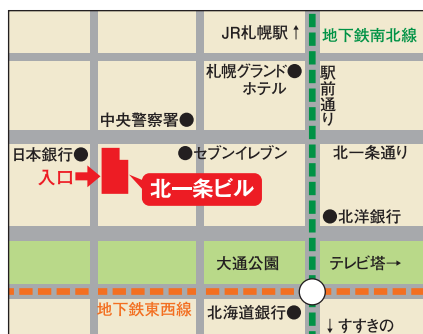 JR札幌駅↑
地下鉄南北線
札幌グランド
ホテル
駅前通り
中央警察署
日本銀行
セブンイレブン
北一条通り
入口
北一条ビル
北洋銀行
大通公園
テレビ塔→
地下鉄東西線
北海道銀行
↓すすきの